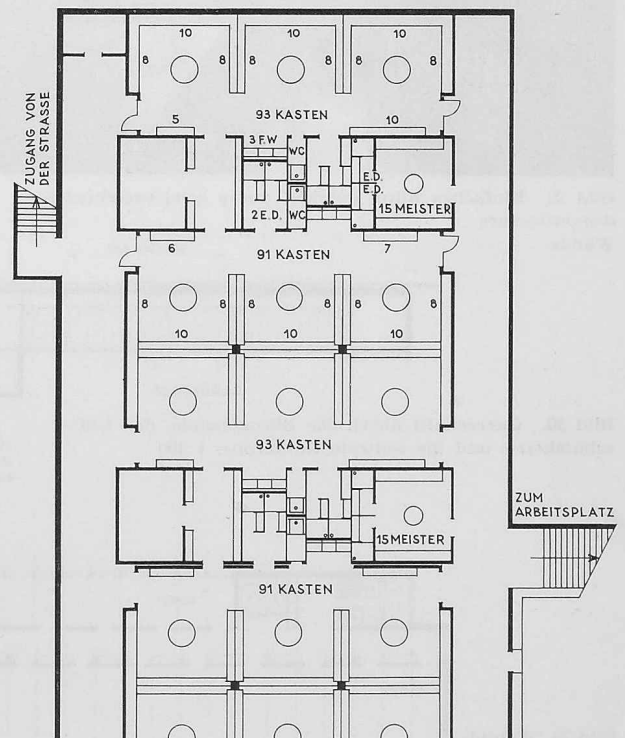 10 10 10
8 8 8 8 8 8
ZUGANG VON
DER STRASSE
93 KASTEN
5 10
3 F.W
WC
E.D.
E.D.
15 MEISTER
2 E.D. WC
91 KASTEN
6 7
8 8 8 8 8 8
10 10 10
93 KASTEN
ZUM
ARBEITSPLATZ
15 MEISTER
91 KASTEN